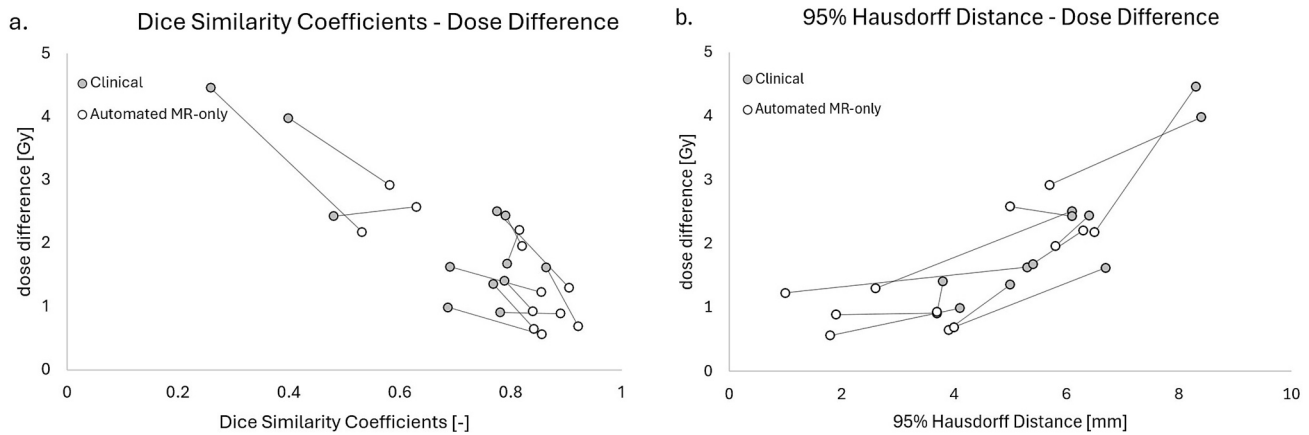 a.
Dice Similarity Coefficients - Dose Difference
5
4
3
2
1
0
dose difference [Gy]
Clinical
Automated MR-only
0
0.2
0.4
0.6
0.8
1
Dice Similarity Coefficients [-]
b.
95% Hausdorff Distance - Dose Difference
5
4
3
2
1
0
dose difference [Gy]
Clinical
Automated MR-only
0
2
4
6
8
10
95% Hausdorff Distance [mm]